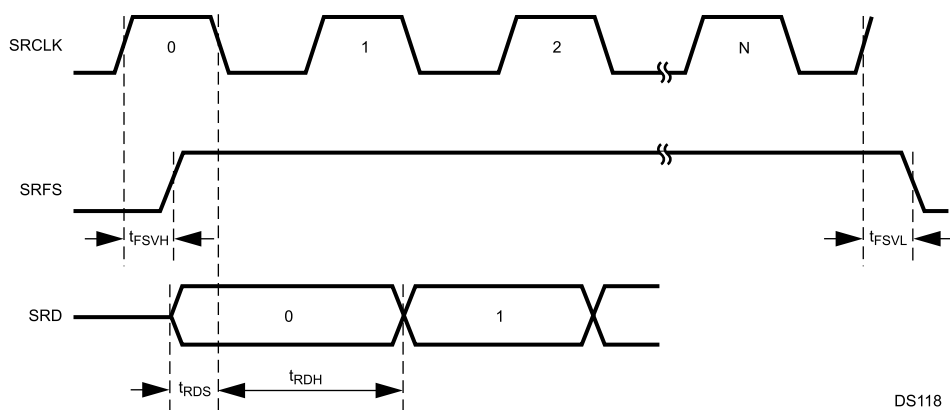 SRCLK 0 1 2 N
SRFS
tFSVH tFSVL
SRD 0 1
tRDS tRDH
DS118